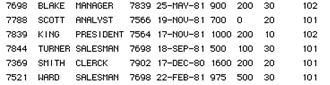 7698 BLAKE MANAGER 7839 25-MAY-81 900 200 30 102
7788 SCOTT ANALYST 7566 19-NOV-81 700 0 20 101
7839 KING PRESIDENT 7564 17-NOV-81 1000 200 10 102
7844 TURNER SALESMAN 7698 18-SEP-81 500 100 30 101
7369 SMITH CLERCK 7902 17-DEC-80 1600 200 20 101
7521 WARD SALESMAN 7698 22-FEB-81 975 500 30 101